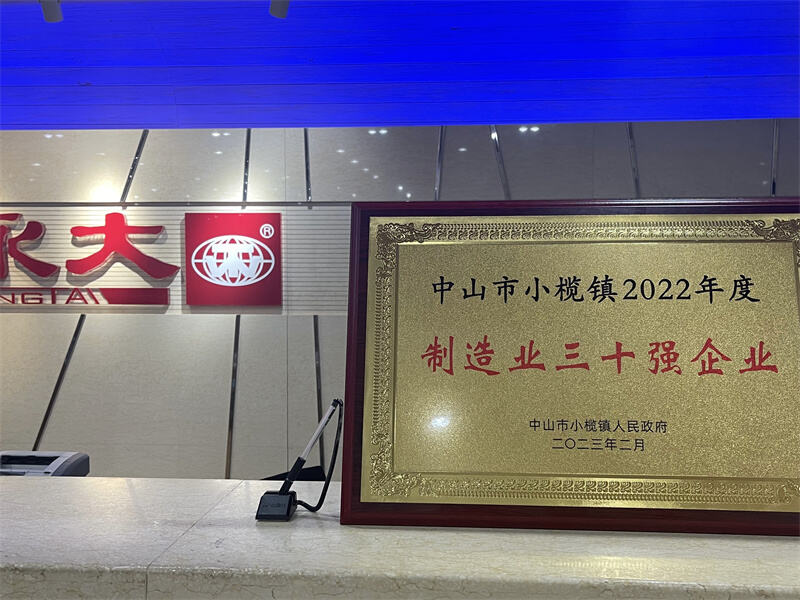 永大
NGTAI
®
中山市小榄镇2022年度
制造业三十强企业
中山市小榄镇人民政府
二〇二三年二月